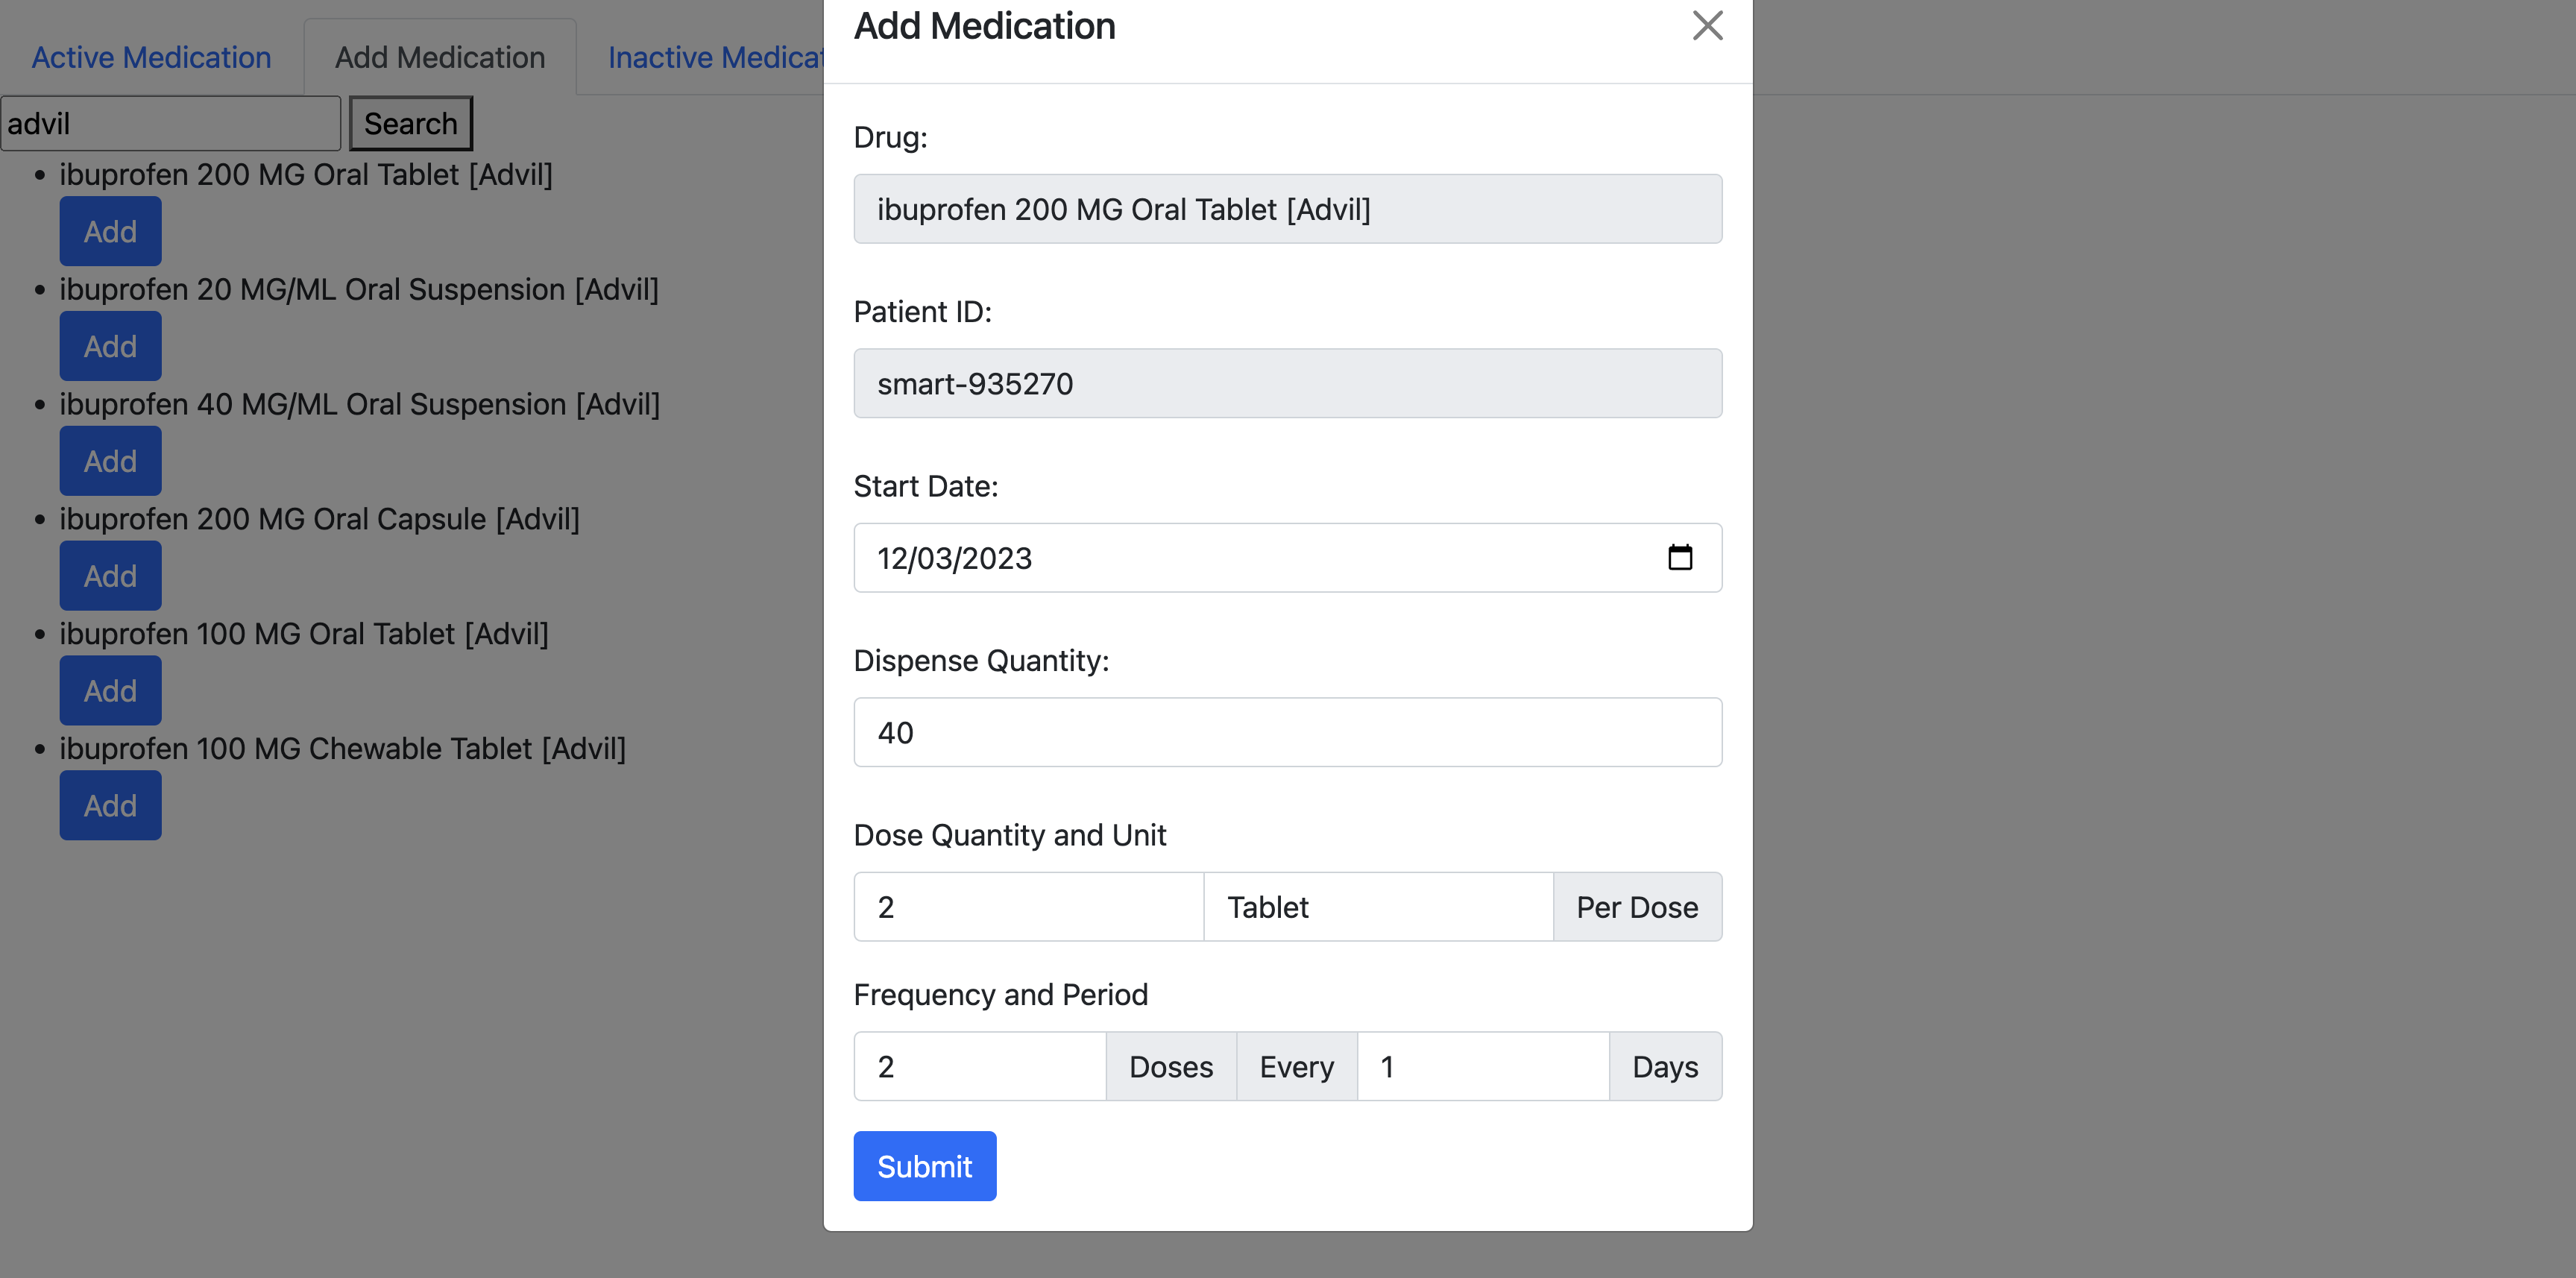 Active Medication
Add Medication
Inactive Medicat
advil
Search
ibuprofen 200 MG Oral Tablet [Advil]
Add
ibuprofen 20 MG/ML Oral Suspension [Advil]
Add
ibuprofen 40 MG/ML Oral Suspension [Advil]
Add
ibuprofen 200 MG Oral Capsule [Advil]
Add
ibuprofen 100 MG Oral Tablet [Advil]
Add
ibuprofen 100 MG Chewable Tablet [Advil]
Add
Add Medication
Drug:
ibuprofen 200 MG Oral Tablet [Advil]
Patient ID:
smart-935270
Start Date:
12/03/2023
Dispense Quantity:
40
Dose Quantity and Unit
2 Tablet Per Dose
Frequency and Period
2 Doses Every 1 Days
Submit